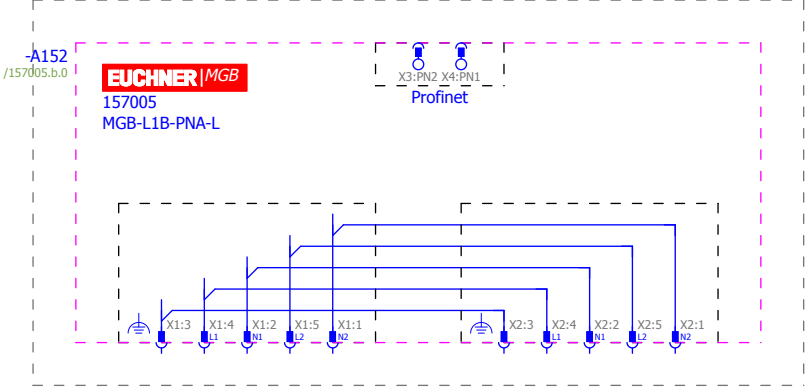 -A152
/157005.b.0
EUCHNER|MGB
157005
MGB-L1B-PNA-L
X3:PN2 X4:PN1
Profinet
X1:3 X1:4 X1:2 X1:5 X1:1 X2:3 X2:4 X2:2 X2:5 X2:1
L1 N1 L2 N2 L1 N1 L2 N2